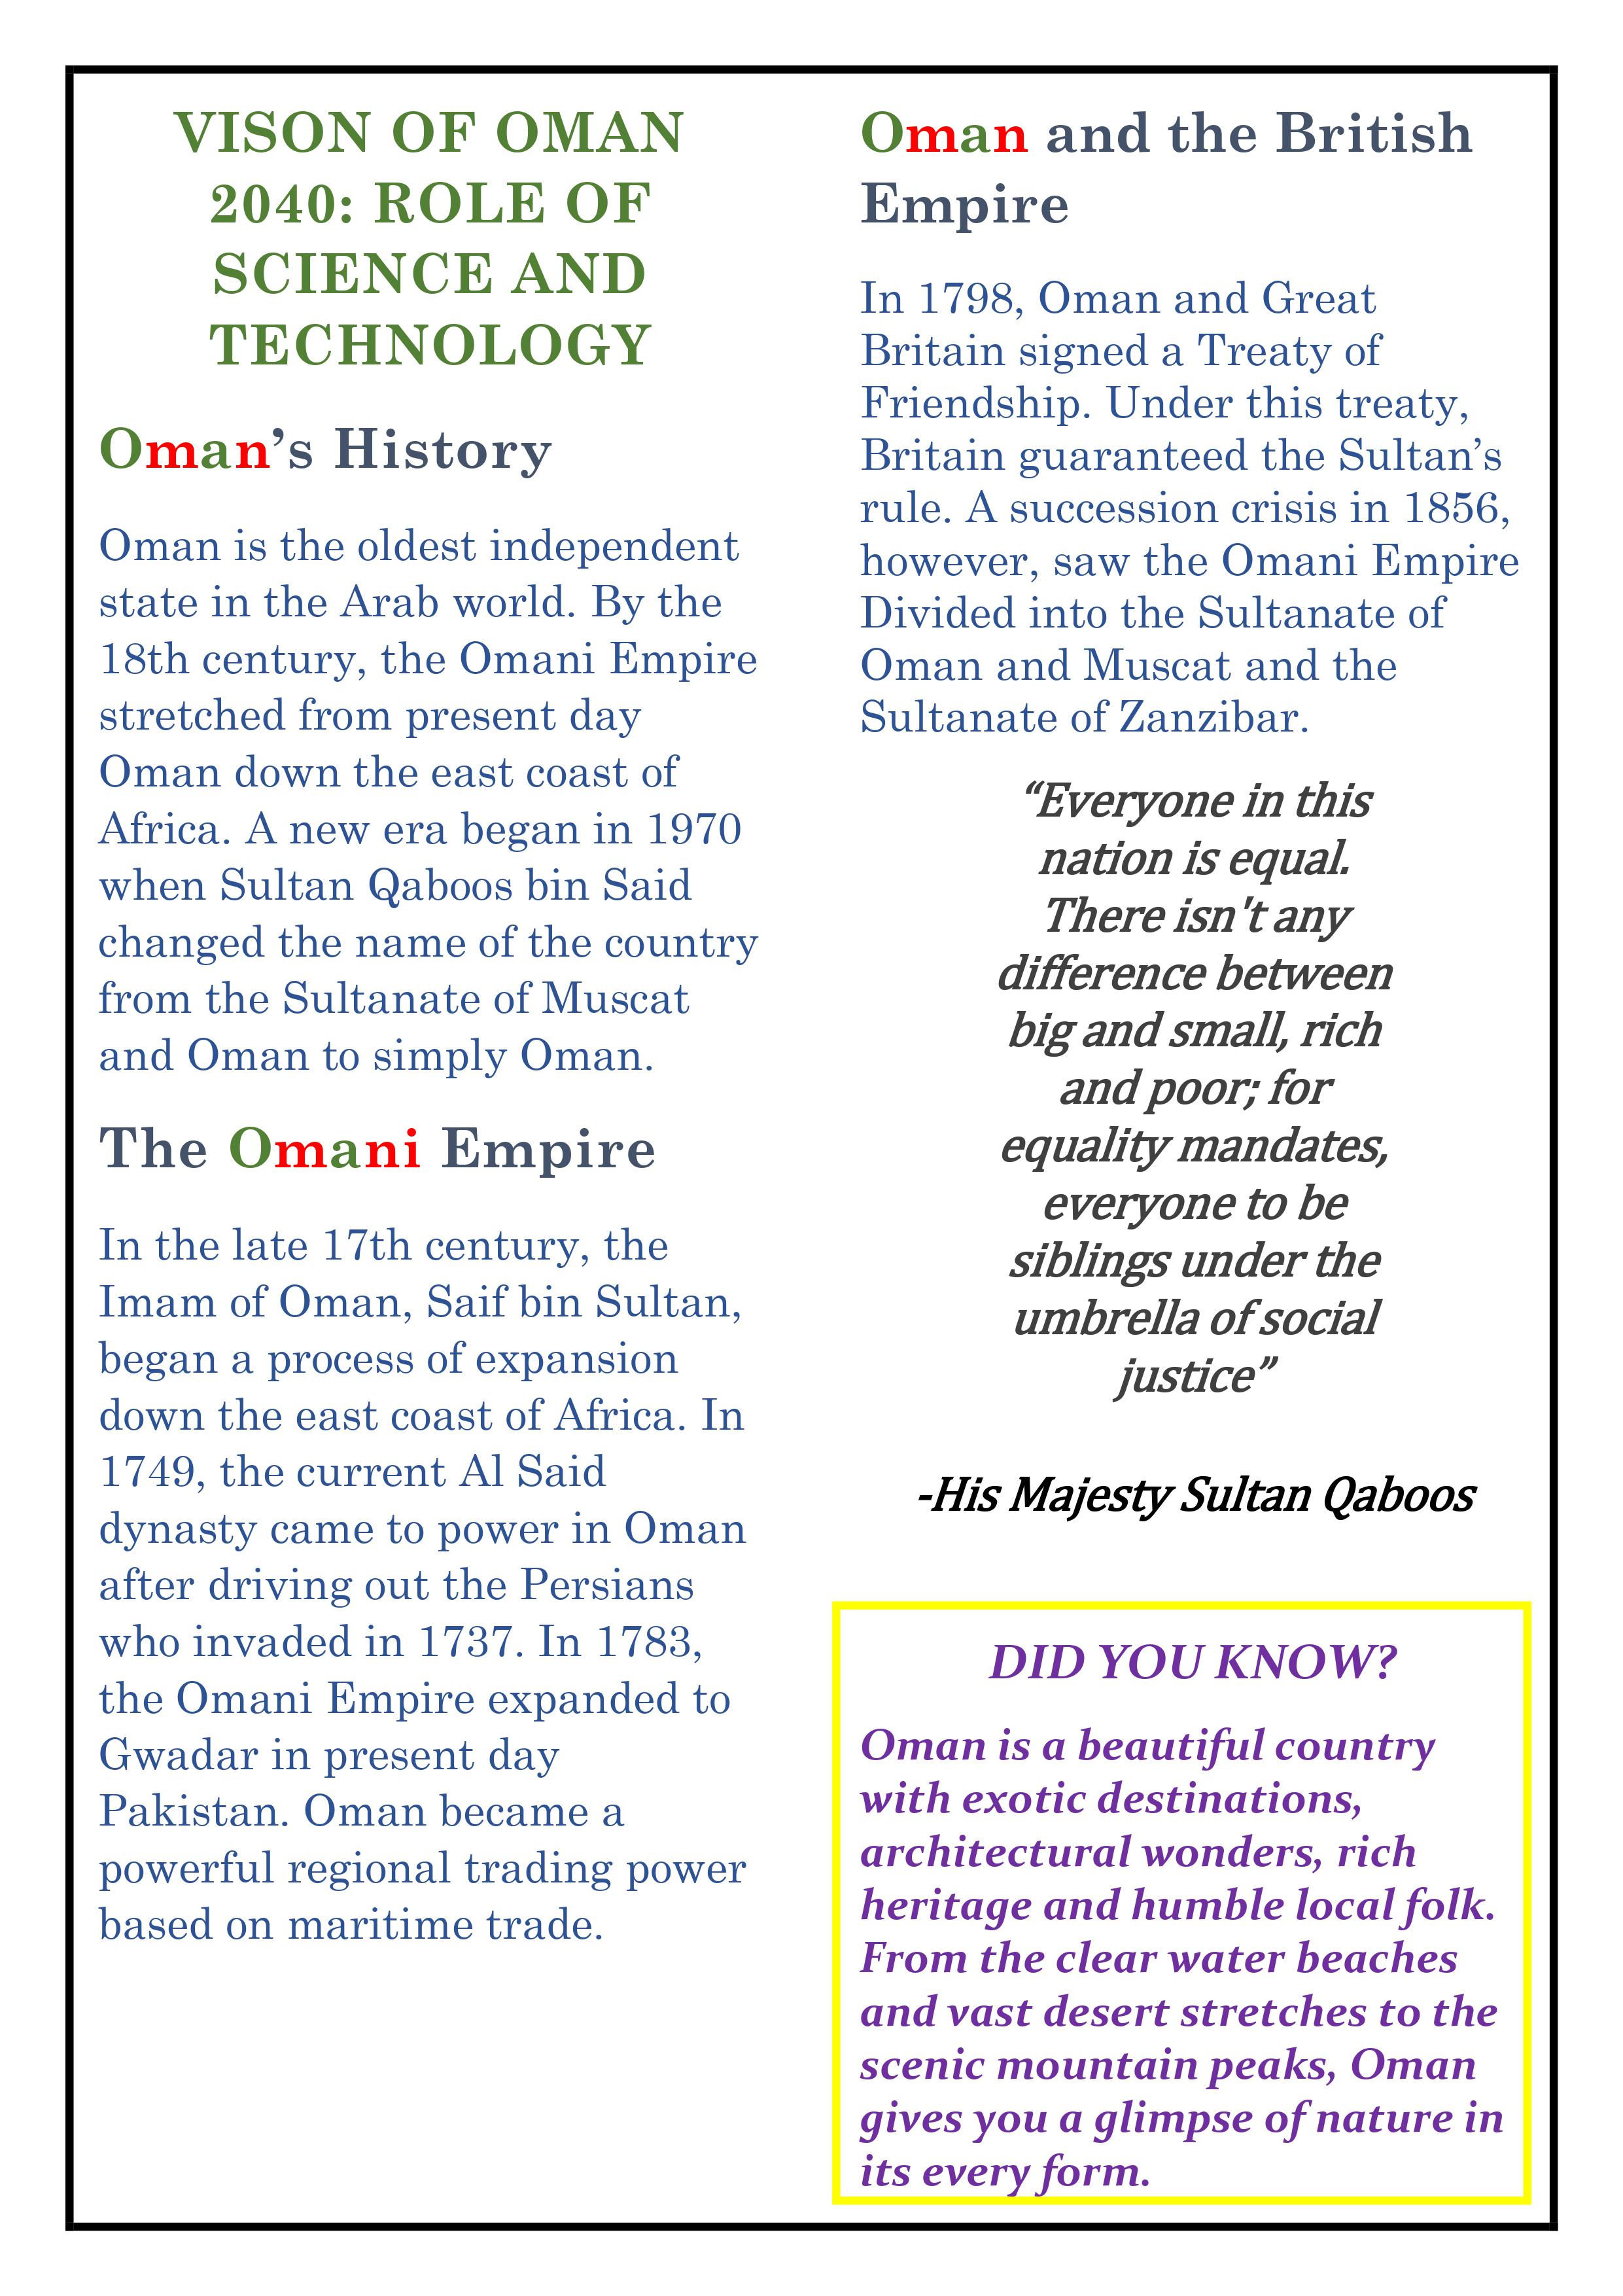 VISON OF OMAN
2040: ROLE OF
SCIENCE AND
TECHNOLOGY
Oman’s History
Oman is the oldest independent
state in the Arab world. By the
18th century, the Omani Empire
stretched from present day
Oman down the east coast of
Africa. A new era began in 1970
when Sultan Qaboos bin Said
changed the name of the country
from the Sultanate of Muscat
and Oman to simply Oman.
The Omani Empire
In the late 17th century, the
Imam of Oman, Saif bin Sultan,
began a process of expansion
down the east coast of Africa. In
1749, the current Al Said
dynasty came to power in Oman
after driving out the Persians
who invaded in 1737. In 1783,
the Omani Empire expanded to
Gwadar in present day
Pakistan. Oman became a
powerful regional trading power
based on maritime trade.
Oman and the British
Empire
In 1798, Oman and Great
Britain signed a Treaty of
Friendship. Under this treaty,
Britain guaranteed the Sultan’s
rule. A succession crisis in 1856,
however, saw the Omani Empire
Divided into the Sultanate of
Oman and Muscat and the
Sultanate of Zanzibar.
“Everyone in this
nation is equal.
There isn't any
difference between
big and small, rich
and poor; for
equality mandates,
everyone to be
siblings under the
umbrella of social
justice”
-His Majesty Sultan Qaboos
DID YOU KNOW?
Oman is a beautiful country
with exotic destinations,
architectural wonders, rich
heritage and humble local folk.
From the clear water beaches
and vast desert stretches to the
scenic mountain peaks, Oman
gives you a glimpse of nature in
its every form.